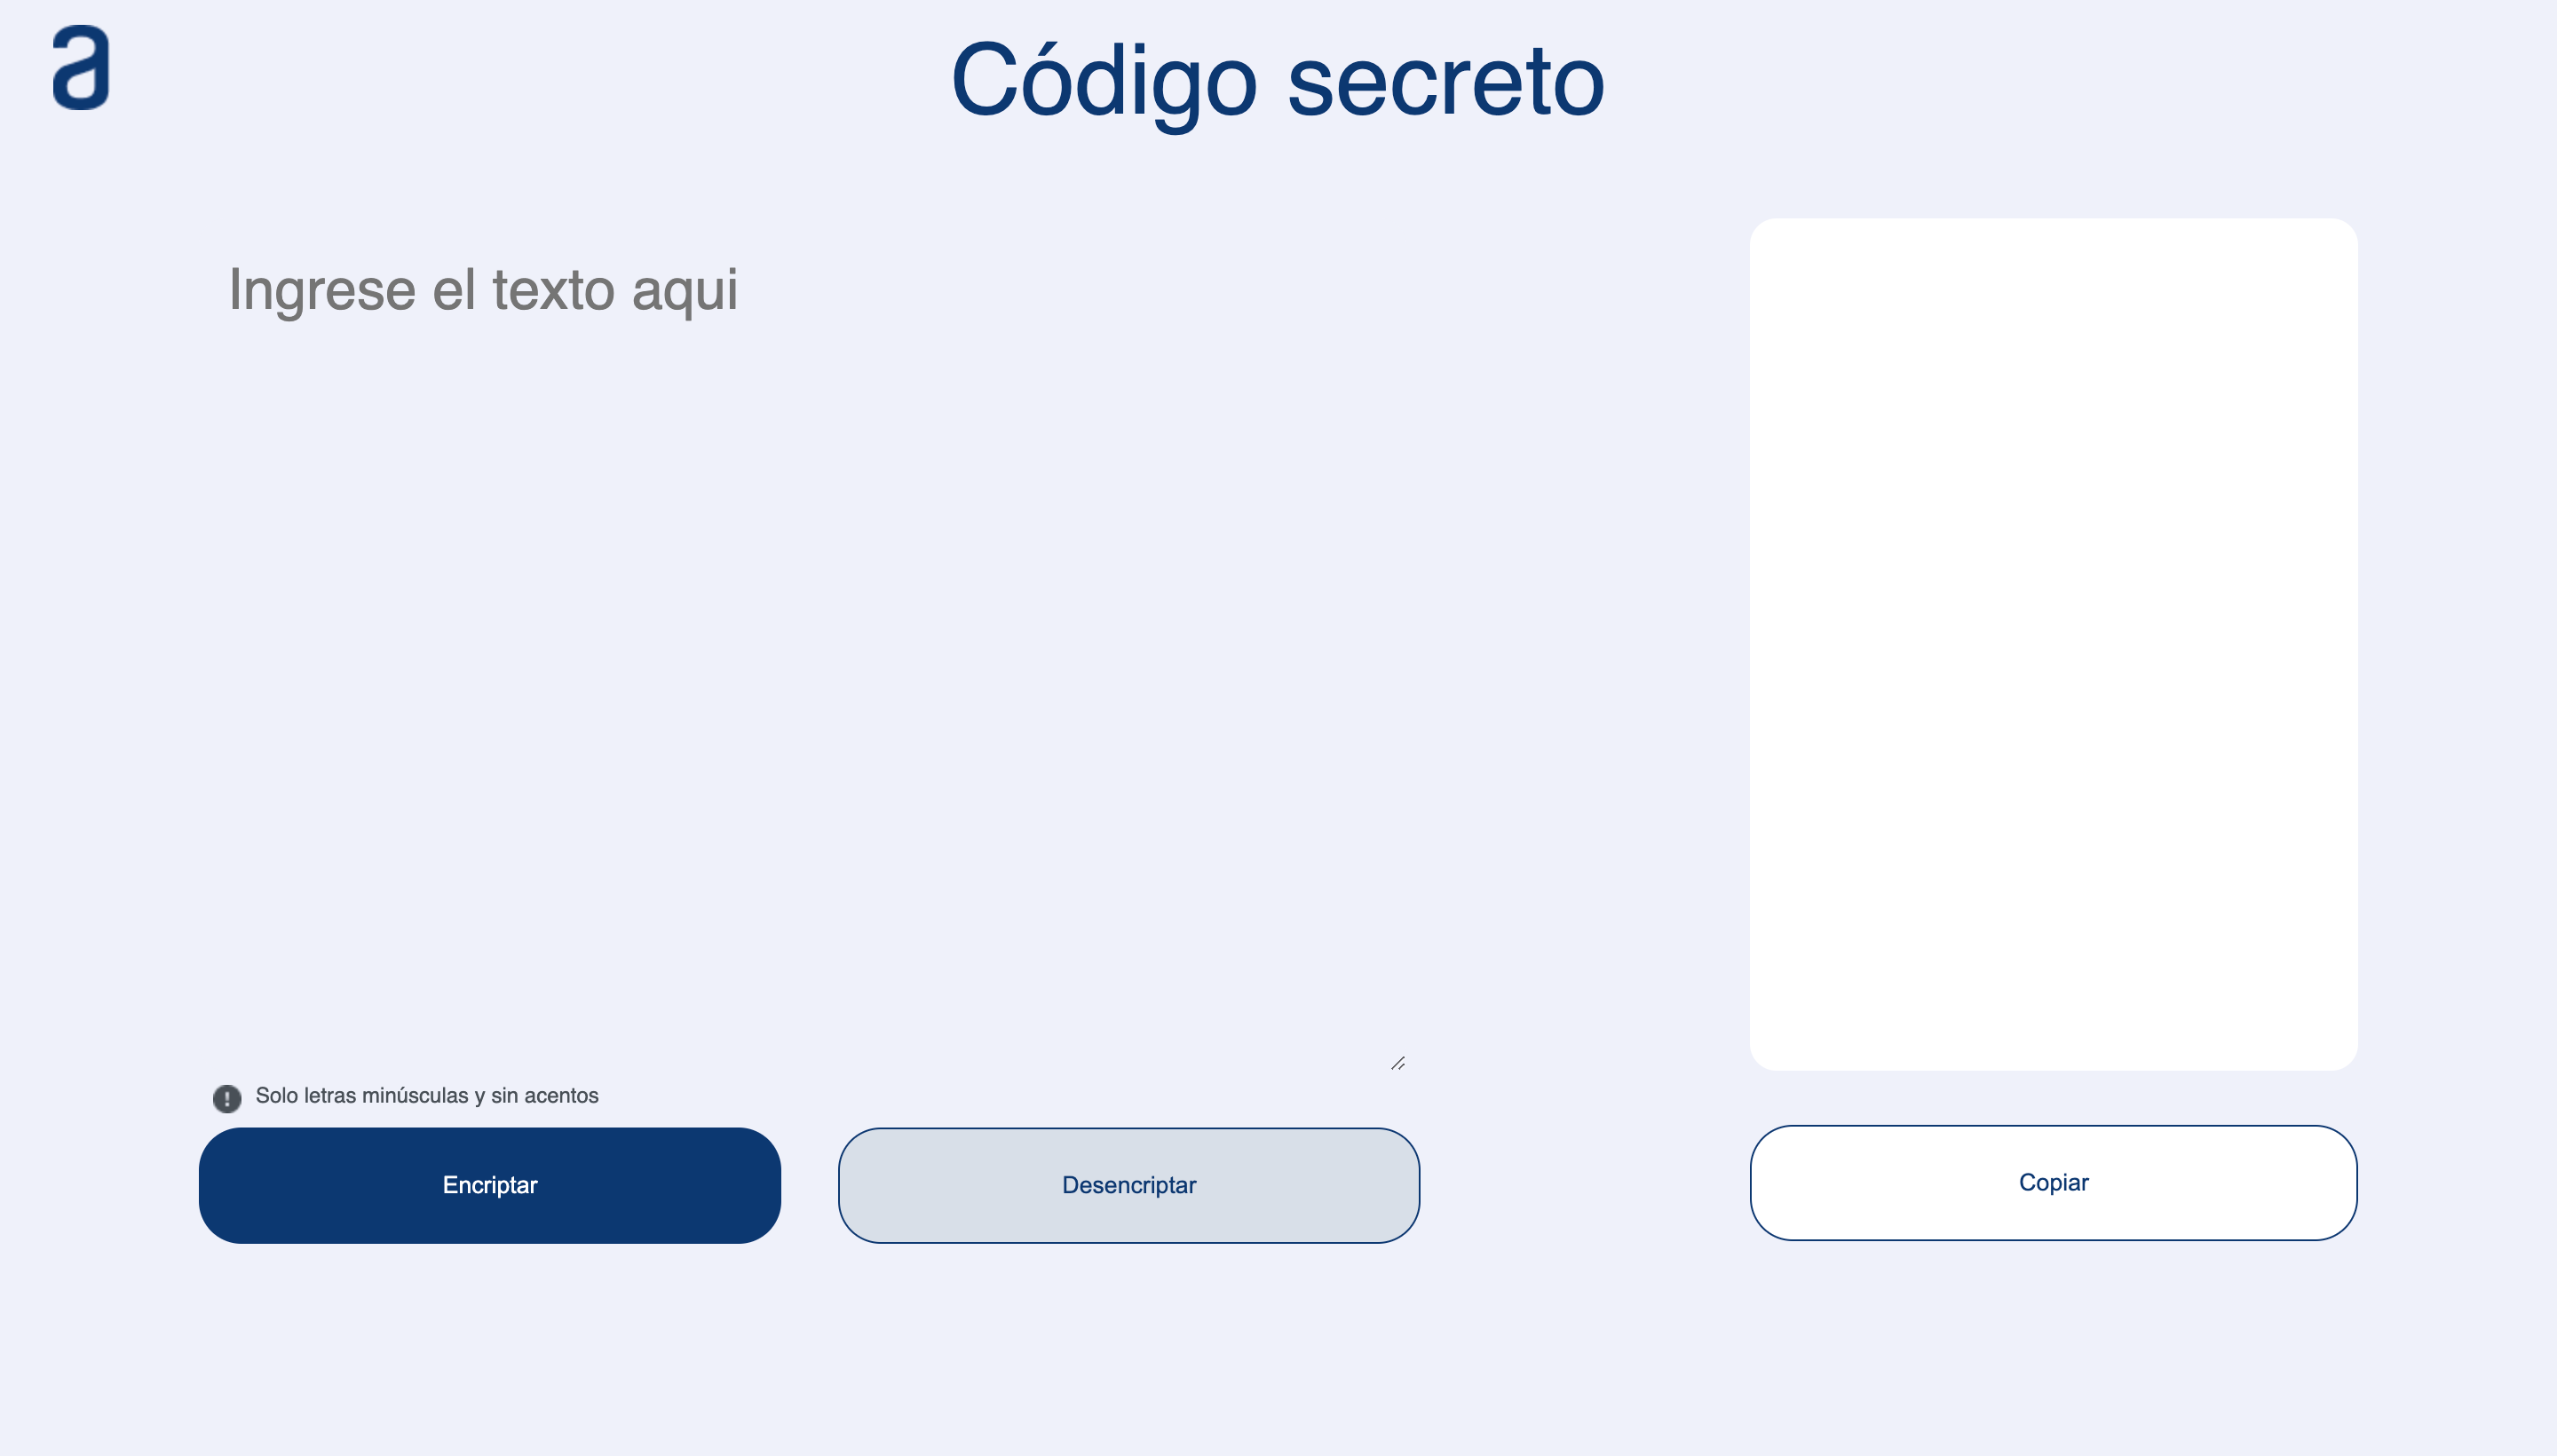 a
Código secreto
Ingrese el texto aqui
Solo letras minúsculas y sin acentos
Encriptar
Desencriptar
Copiar